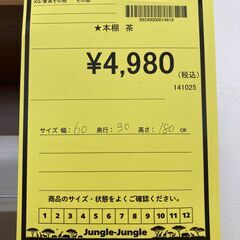 KG/家具その他 その他
99240000014819
★本棚 茶
¥4,980
(税込)
141025
サイズ 幅: 60 奥行: 30 高さ: 180 cm
商品のサイズ・状態をよくご確認ください。
1 2 3 4 5 6 7 8 9 10 11 12
Jungle-Jungle